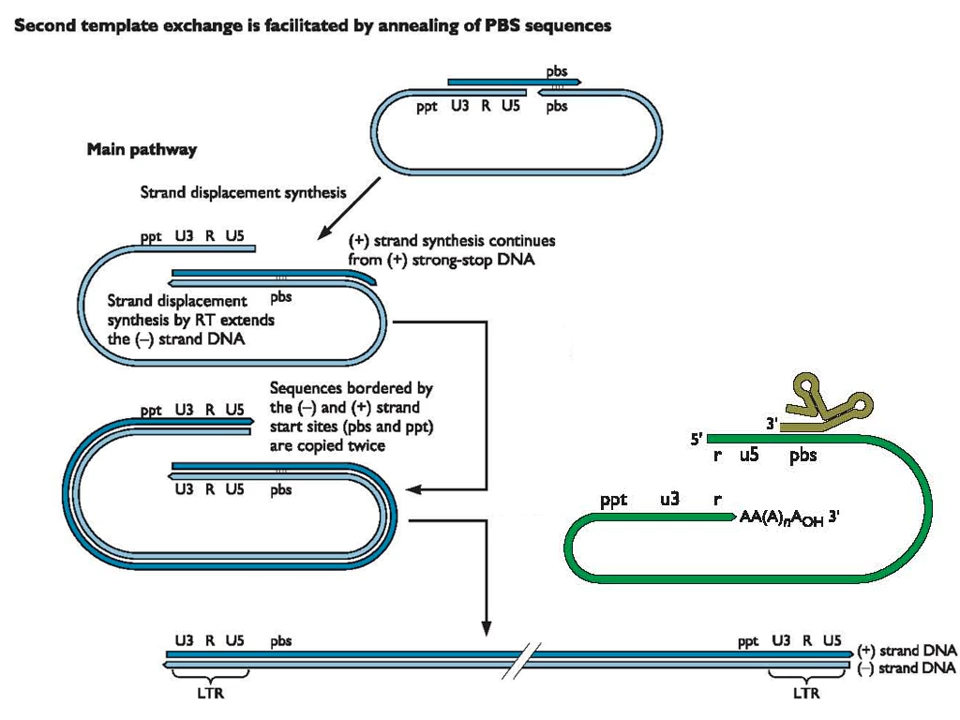 Second template exchange is facilitated by annealing of PBS sequences
pbs
ppt U3 R U5 pbs
Main pathway
Strand displacement synthesis
ppt U3 R U5
(+) strand synthesis continues
from (+) strong-stop DNA
pbs
Strand displacement
synthesis by RT extends
the (–) strand DNA
Sequences bordered by
the (–) and (+) strand
start sites (pbs and ppt)
are copied twice
ppt U3 R U5
U3 R U5 pbs
3'
5'
r u5 pbs
ppt u3 r
AA(A)nAOH 3'
U3 R U5 pbs ppt U3 R U5
(+) strand DNA
(–) strand DNA
LTR LTR